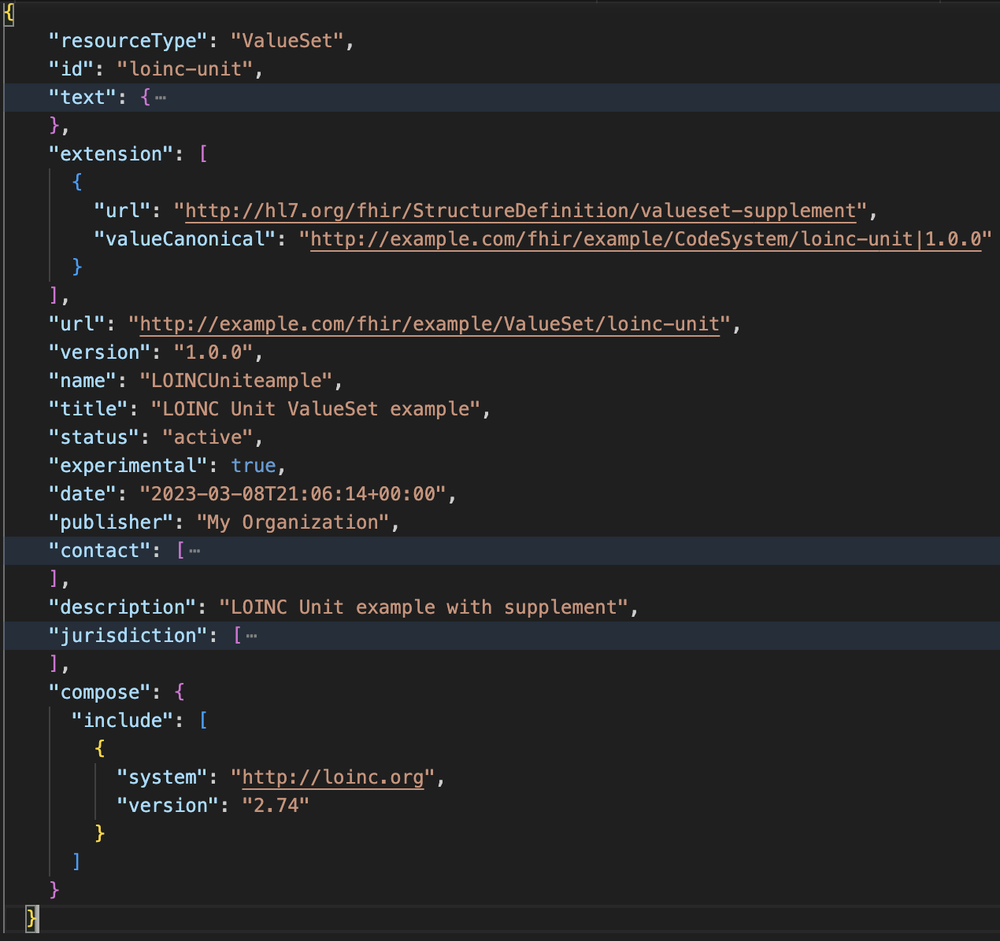 {
"resourceType": "ValueSet",
"id": "loinc-unit",
"text": {⋯
},
"extension": [
{
"url": "http://hl7.org/fhir/StructureDefinition/valueset-supplement",
"valueCanonical": "http://example.com/fhir/example/CodeSystem/loinc-unit|1.0.0"
}
],
"url": "http://example.com/fhir/example/ValueSet/loinc-unit",
"version": "1.0.0",
"name": "LOINCUniteample",
"title": "LOINC Unit ValueSet example",
"status": "active",
"experimental": true,
"date": "2023-03-08T21:06:14+00:00",
"publisher": "My Organization",
"contact": [⋯
],
"description": "LOINC Unit example with supplement",
"jurisdiction": [⋯
],
"compose": {
"include": [
{
"system": "http://loinc.org",
"version": "2.74"
}
]
}
}